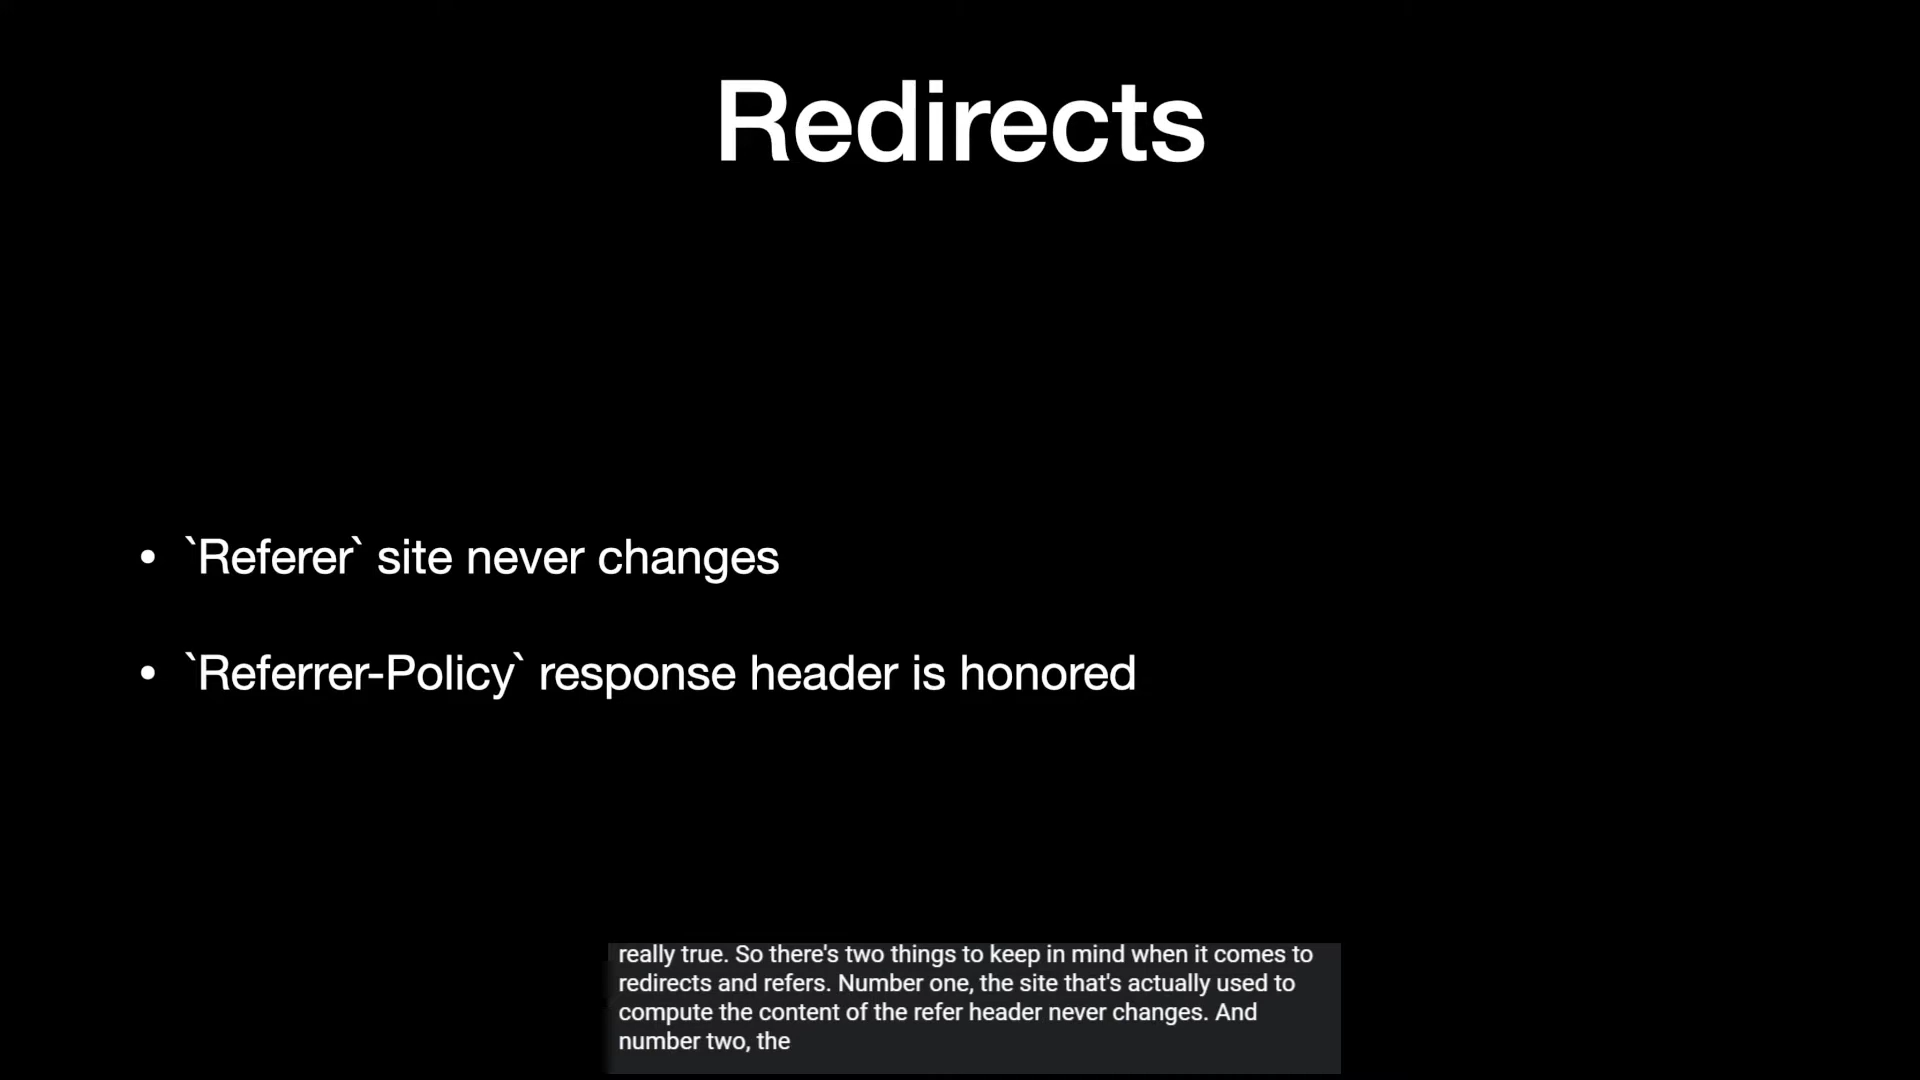 Redirects
• `Referer` site never changes
• `Referrer-Policy` response header is honored
really true. So there's two things to keep in mind when it comes to
redirects and refers. Number one, the site that's actually used to
compute the content of the refer header never changes. And
number two, the